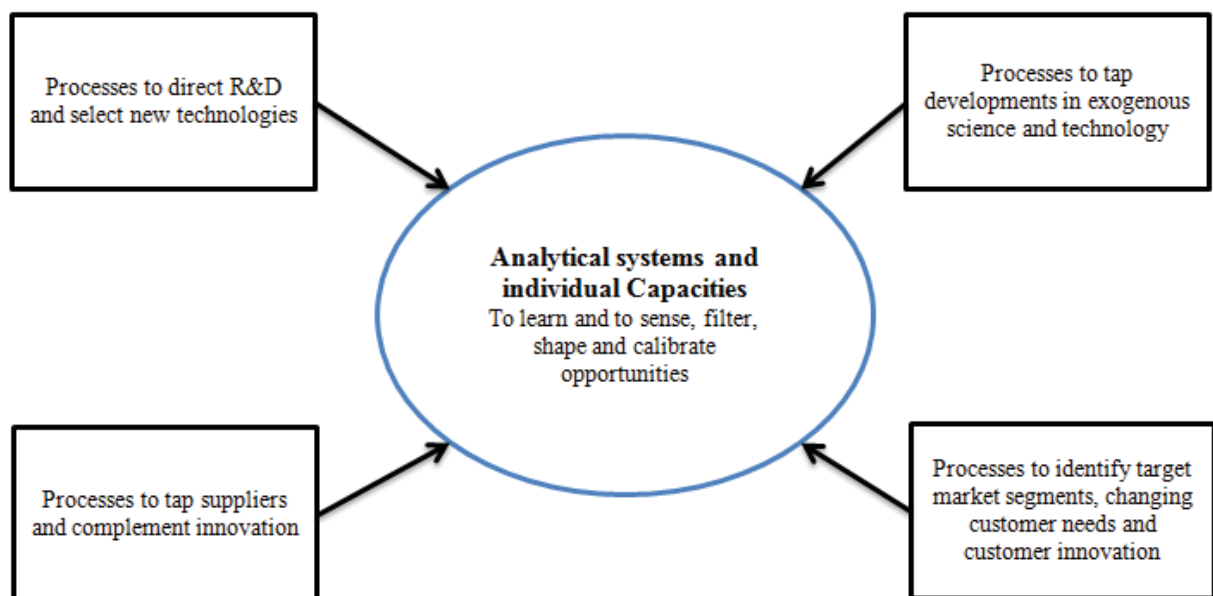 Processes to direct R&D
and select new technologies
Processes to tap
developments in exogenous
science and technology
Analytical systems and
individual Capacities
To learn and to sense, filter,
shape and calibrate
opportunities
Processes to tap suppliers
and complement innovation
Processes to identify target
market segments, changing
customer needs and
customer innovation